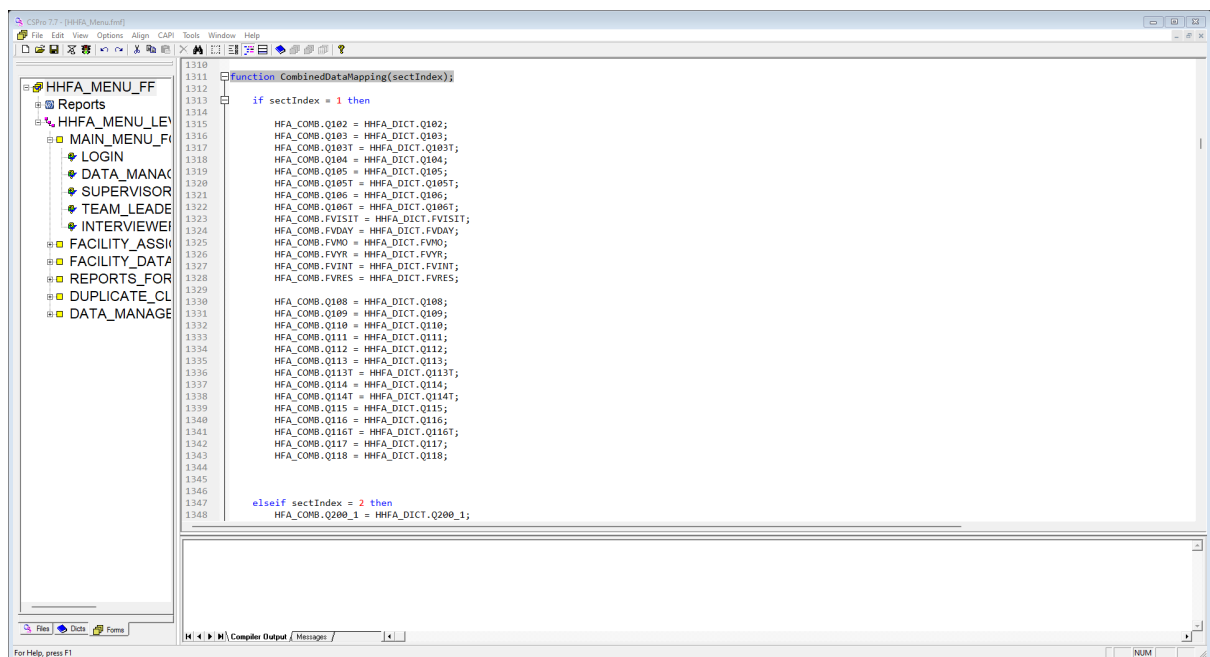 CSPro 7.7 - [HHFA_Menu.fmf]
File Edit View Options Align CAPI Tools Window Help
HHFA_MENU_FF
Reports
HHFA_MENU_LEV
MAIN_MENU_F
LOGIN
DATA_MANA
SUPERVISOR
TEAM_LEADE
INTERVIEWE
FACILITY_ASSI
FACILITY_DATA
REPORTS_FOR
DUPLICATE_CL
DATA_MANAGE
Files Dicts Forms
1310
1311 function CombinedDataMapping(sectIndex);
1312
1313 if sectIndex = 1 then
1314
1315 HFA_COMB.Q102 = HHFA_DICT.Q102;
1316 HFA_COMB.Q103 = HHFA_DICT.Q103;
1317 HFA_COMB.Q103T = HHFA_DICT.Q103T;
1318 HFA_COMB.Q104 = HHFA_DICT.Q104;
1319 HFA_COMB.Q105 = HHFA_DICT.Q105;
1320 HFA_COMB.Q105T = HHFA_DICT.Q105T;
1321 HFA_COMB.Q106 = HHFA_DICT.Q106;
1322 HFA_COMB.Q106T = HHFA_DICT.Q106T;
1323 HFA_COMB.FVISIT = HHFA_DICT.FVISIT;
1324 HFA_COMB.FVDAY = HHFA_DICT.FVDAY;
1325 HFA_COMB.FVMO = HHFA_DICT.FVMO;
1326 HFA_COMB.FVYR = HHFA_DICT.FVYR;
1327 HFA_COMB.FVINT = HHFA_DICT.FVINT;
1328 HFA_COMB.FVRES = HHFA_DICT.FVRES;
1329
1330 HFA_COMB.Q108 = HHFA_DICT.Q108;
1331 HFA_COMB.Q109 = HHFA_DICT.Q109;
1332 HFA_COMB.Q110 = HHFA_DICT.Q110;
1333 HFA_COMB.Q111 = HHFA_DICT.Q111;
1334 HFA_COMB.Q112 = HHFA_DICT.Q112;
1335 HFA_COMB.Q113 = HHFA_DICT.Q113;
1336 HFA_COMB.Q113T = HHFA_DICT.Q113T;
1337 HFA_COMB.Q114 = HHFA_DICT.Q114;
1338 HFA_COMB.Q114T = HHFA_DICT.Q114T;
1339 HFA_COMB.Q115 = HHFA_DICT.Q115;
1340 HFA_COMB.Q116 = HHFA_DICT.Q116;
1341 HFA_COMB.Q116T = HHFA_DICT.Q116T;
1342 HFA_COMB.Q117 = HHFA_DICT.Q117;
1343 HFA_COMB.Q118 = HHFA_DICT.Q118;
1344
1345
1346
1347 elseif sectIndex = 2 then
1348 HFA_COMB.Q200_1 = HHFA_DICT.Q200_1;
Compiler Output Messages
For Help, press F1
NUM